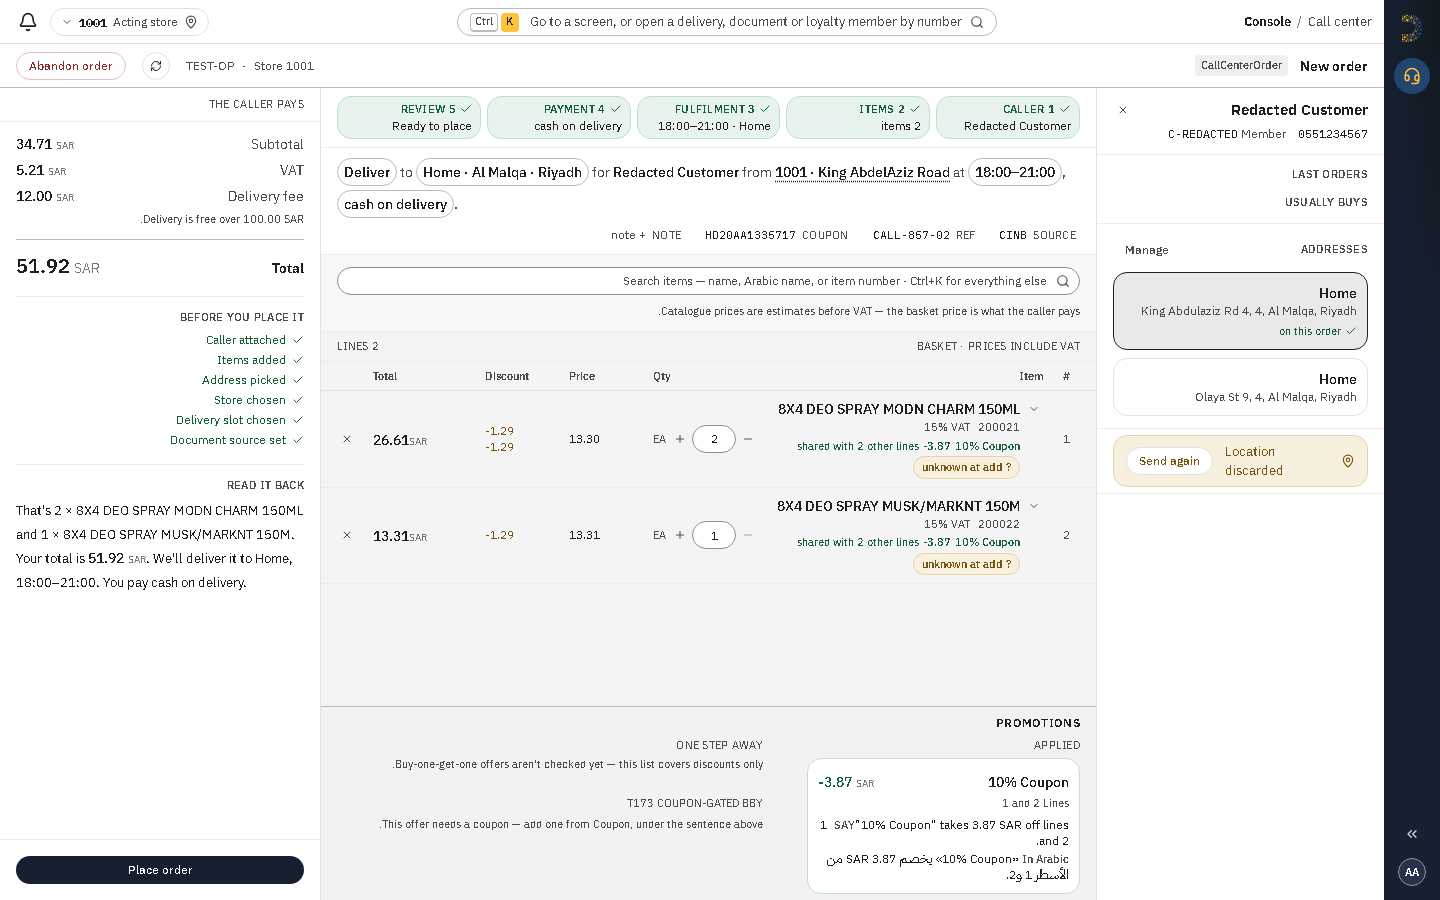 1001 Acting store
Ctrl K Go to a screen, or open a delivery, document or loyalty member by number
Console / Call center
Abandon order
TEST-OP · Store 1001
CallCenterOrder
New order
THE CALLER PAYS
34.71 SAR Subtotal
5.21 SAR VAT
12.00 SAR Delivery fee
.Delivery is free over 100.00 SAR
51.92 SAR Total
BEFORE YOU PLACE IT
Caller attached
Items added
Address picked
Store chosen
Delivery slot chosen
Document source set
READ IT BACK
That's 2 × 8X4 DEO SPRAY MODN CHARM 150ML
and 1 × 8X4 DEO SPRAY MUSK/MARKNT 150M.
Your total is 51.92 SAR. We'll deliver it to Home,
18:00–21:00. You pay cash on delivery.
Place order
REVIEW 5
Ready to place
PAYMENT 4
cash on delivery
FULFILMENT 3
18:00–21:00 · Home
ITEMS 2
items 2
CALLER 1
Redacted Customer
Deliver to Home · Al Malqa · Riyadh for Redacted Customer from 1001 · King AbdelAziz Road at 18:00–21:00 ,
cash on delivery .
note + NOTE HD20AA1335717 COUPON CALL-857-02 REF CINB SOURCE
Search items — name, Arabic name, or item number · Ctrl+K for everything else
.Catalogue prices are estimates before VAT — the basket price is what the caller pays
LINES 2
BASKET · PRICES INCLUDE VAT
Total Discount Price Qty Item #
8X4 DEO SPRAY MODN CHARM 150ML
15% VAT 200021
shared with 2 other lines -3.87 10% Coupon
unknown at add ?
26.61SAR
-1.29
-1.29
13.30
EA + 2 −
1
8X4 DEO SPRAY MUSK/MARKNT 150M
15% VAT 200022
shared with 2 other lines -3.87 10% Coupon
unknown at add ?
13.31SAR
-1.29
13.31
EA + 1 −
2
PROMOTIONS
APPLIED
-3.87 SAR 10% Coupon
1 and 2 Lines
1 SAY"10% Coupon" takes 3.87 SAR off lines
.and 2
In Arabic «10% Coupon» يخصم 3.87 SAR من
الأسطر 1 و2.
ONE STEP AWAY
.Buy-one-get-one offers aren't checked yet — this list covers discounts only
T173 COUPON-GATED BBY
.This offer needs a coupon — add one from Coupon, under the sentence above
Redacted Customer
C-REDACTED Member 0551234567
LAST ORDERS
USUALLY BUYS
Manage ADDRESSES
Home
King Abdulaziz Rd 4, 4, Al Malqa, Riyadh
on this order
Home
Olaya St 9, 4, Al Malqa, Riyadh
Send again
Location
discarded
AA